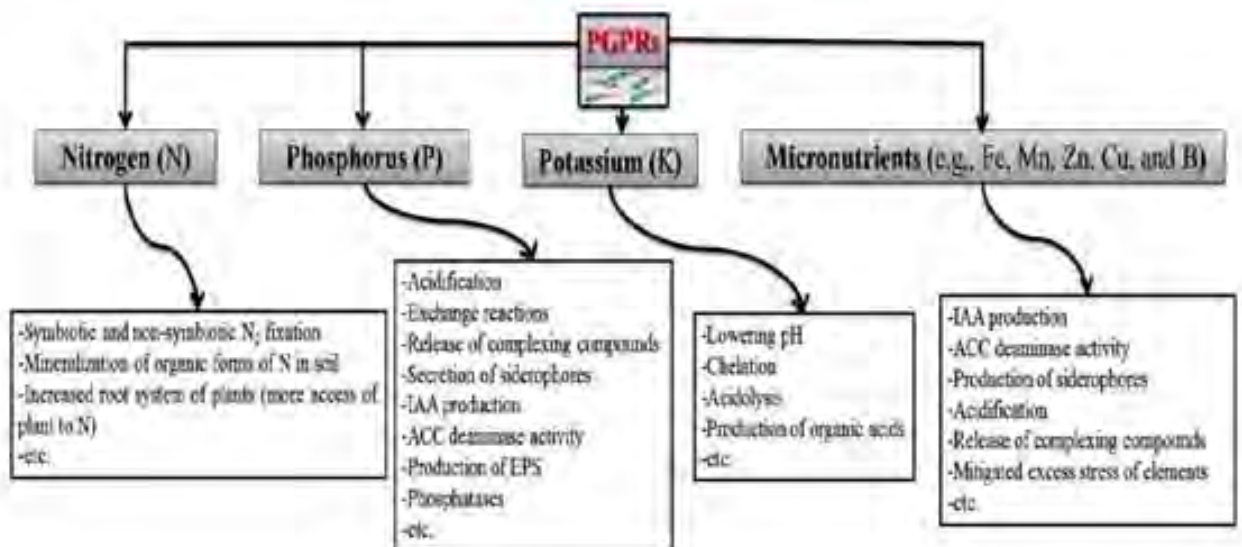 PGPRs
Nitrogen (N)
Phosphorus (P)
Potassium (K)
Micronutrients (e.g., Fe, Mn, Zn, Cu, and B)
-Symbiotic and non-symbionic N₂ fixation
-Mineralization of organic forms of N in soil
-Increased root system of plants (more access of
plant to N)
-etc.
-Acidification
-Exchange reactions
-Release of complexing compounds
-Secretion of siderophores
-IAA production
-ACC deaminase activity
-Production of EPS
-Phosphatases
-etc.
-Lowering pH
-Chelation
-Acidolysis
-Production of organic acids
-etc.
-IAA production
-ACC deaminase activity
-Production of siderophores
-Acidification
-Release of complexing compounds
-Mitigated excess stress of elements
-etc.